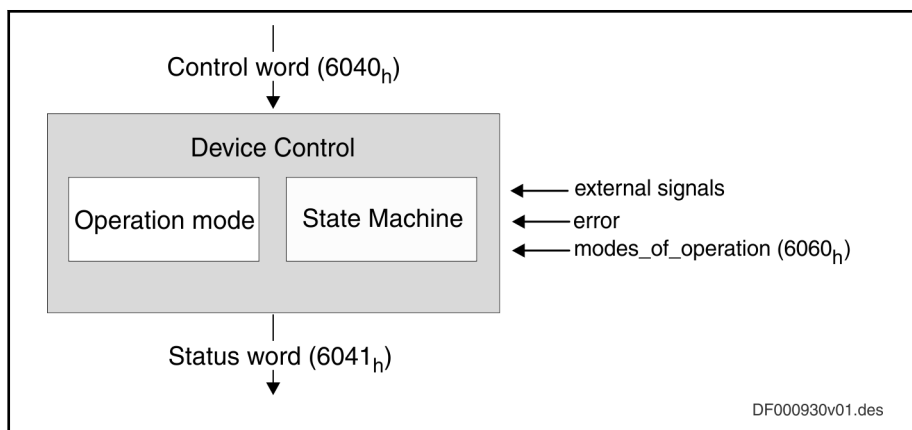 Control word (6040h)
Device Control
Operation mode
State Machine
external signals
error
modes_of_operation (6060h)
Status word (6041h)
DF000930v01.des